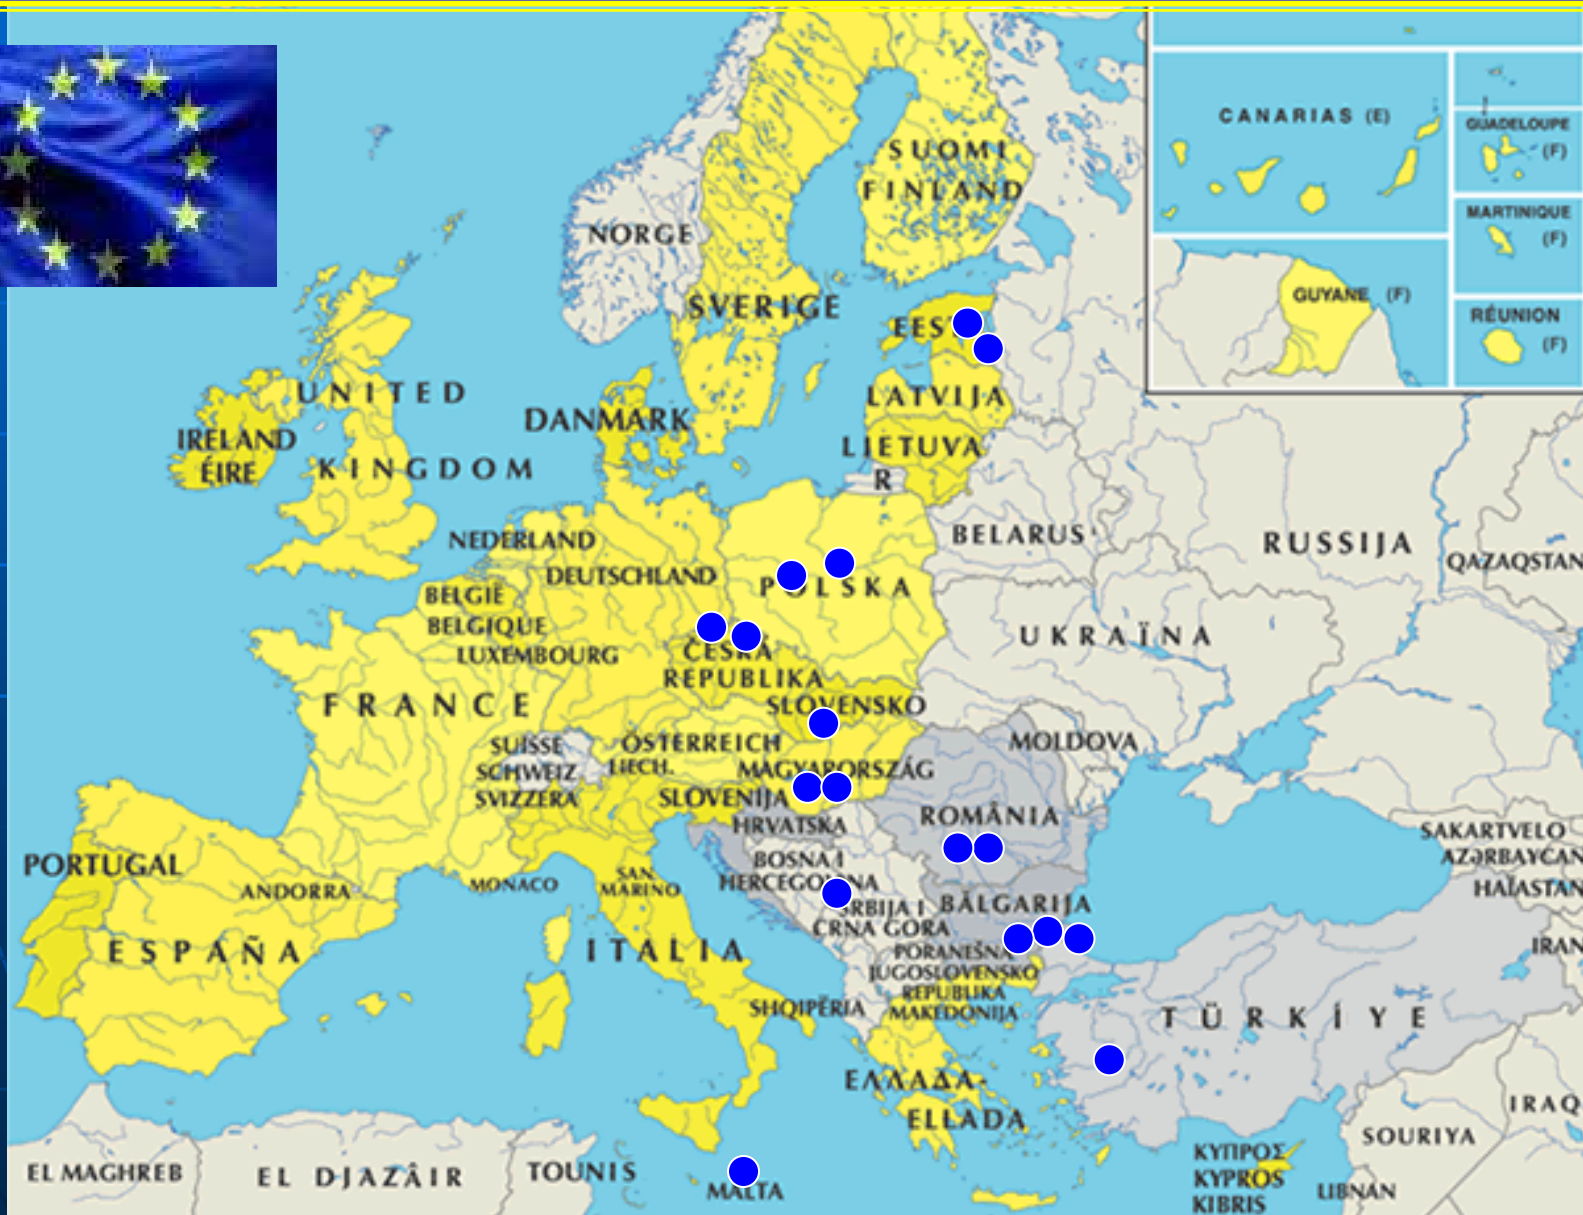 CANARIAS (E)
GUADELOUPE
(F)
MARTINIQUE
(F)
GUYANE (F)
RÉUNION
(F)
SUOMI
FINLAND
NORGE
SVERIGE
EES
LATVIJA
LIETUVA
R
UNITED
KINGDOM
IRELAND
ÉIRE
DANMARK
NEDERLAND
DEUTSCHLAND
BELGIË
BELGIQUE
LUXEMBOURG
POLSKA
BELARUS
RUSSIJA
QAZAQSTAN
UKRAÏNA
ČESKÁ
REPUBLIKA
SLOVENSKO
FRANCE
SUISSE
SCHWEIZ
SVIZZERA
ÖSTERREICH
LIECH.
MAGYARORSZÁG
SLOVENIJA
HRVATSKA
MOLDOVA
ROMÂNIA
BOSNA I
HERCEGOVINA
SRBIJA I
CRNA GORA
BĂLGARIJA
PORANEŠNA
JUGOSLOVENSKO
REPUBLIKA
MAKEDONIJA
SHQIPËRIA
PORTUGAL
ESPAÑA
ANDORRA
MONACO
SAN
MARINO
ITALIA
ΕΛΛΑΔΑ-
ELLADA
TÜRKİYE
SAKARTVELO
AZƏRBAYCAN
HAÏASTAN
IRAN
IRAQ
SOURIYA
LIBNAN
ΚΥΠΡΟΣ
KYPROS
KIBRIS
EL MAGHREB
EL DJAZÂIR
TOUNIS
MALTA